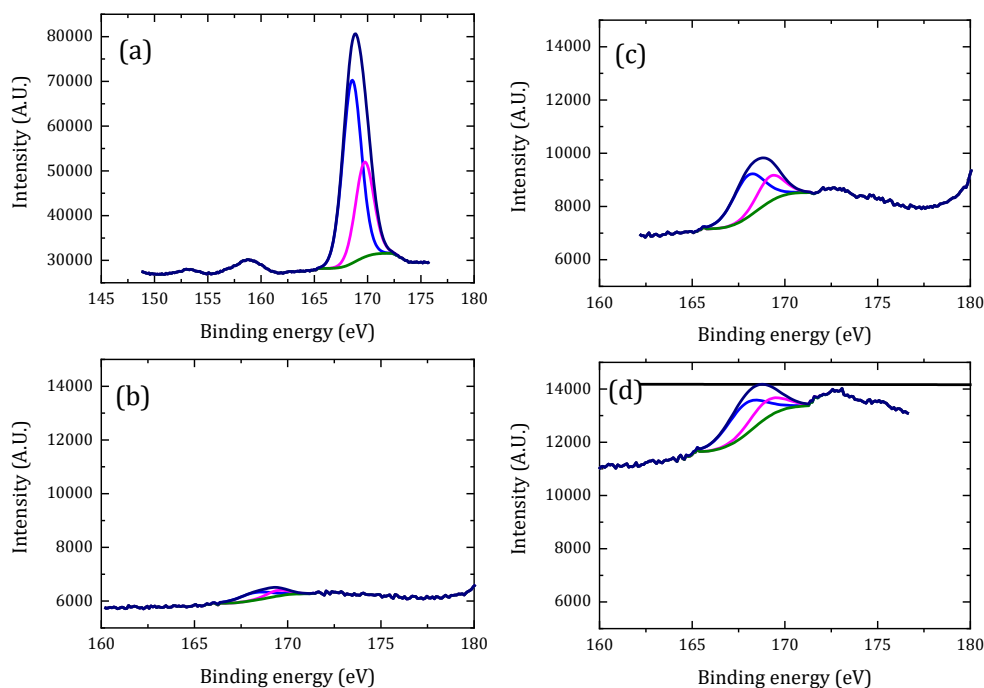 (a)
Intensity (A.U.)
80000
70000
60000
50000
40000
30000
145 150 155 160 165 170 175 180
Binding energy (eV)
(c)
Intensity (A.U.)
14000
12000
10000
8000
6000
160 165 170 175 180
Binding energy (eV)
(b)
Intensity (A.U.)
14000
12000
10000
8000
6000
160 165 170 175 180
Binding energy (eV)
(d)
Intensity (A.U.)
14000
12000
10000
8000
6000
160 165 170 175 180
Binding energy (eV)